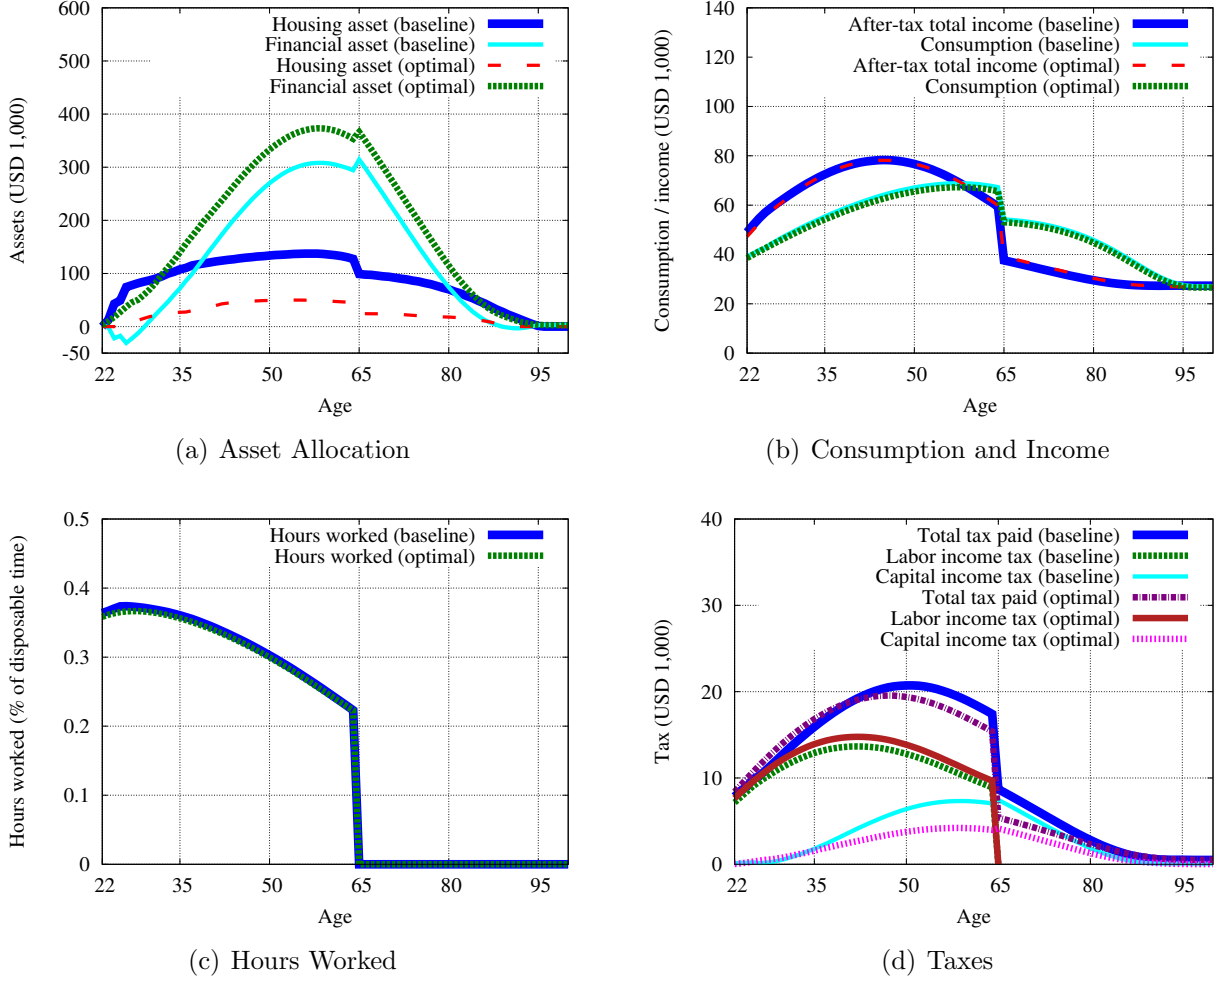 Housing asset (baseline)
Financial asset (baseline)
Housing asset (optimal)
Financial asset (optimal)
600
500
400
300
200
100
0
-50
Assets (USD 1,000)
22 35 50 65 80 95
Age
(a) Asset Allocation
After-tax total income (baseline)
Consumption (baseline)
After-tax total income (optimal)
Consumption (optimal)
140
120
100
80
60
40
20
0
Consumption / income (USD 1,000)
22 35 50 65 80 95
Age
(b) Consumption and Income
Hours worked (baseline)
Hours worked (optimal)
0.5
0.4
0.3
0.2
0.1
0
Hours worked (% of disposable time)
22 35 50 65 80 95
Age
(c) Hours Worked
Total tax paid (baseline)
Labor income tax (baseline)
Capital income tax (baseline)
Total tax paid (optimal)
Labor income tax (optimal)
Capital income tax (optimal)
40
30
20
10
0
Tax (USD 1,000)
22 35 50 65 80 95
Age
(d) Taxes